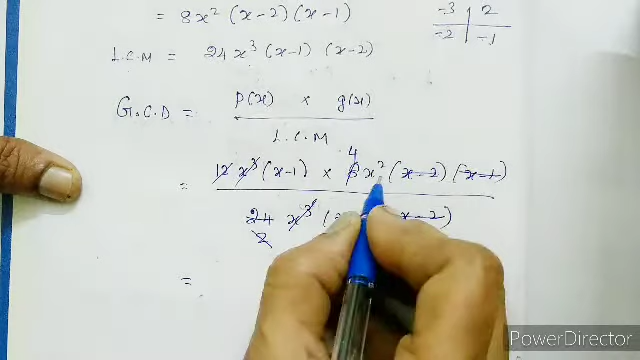 = 8x² (x-2) (x-1)
-3 | 2
-2 | -1
L.C.M = 24x³ (x-1) (x-2)
G.C.D = p(x) x g(x)
L.C.M
4
= 12 x³ (x-1) x 8x² (x-2) (x-1)
24 x³ ( x-2)
2
=
PowerDirector